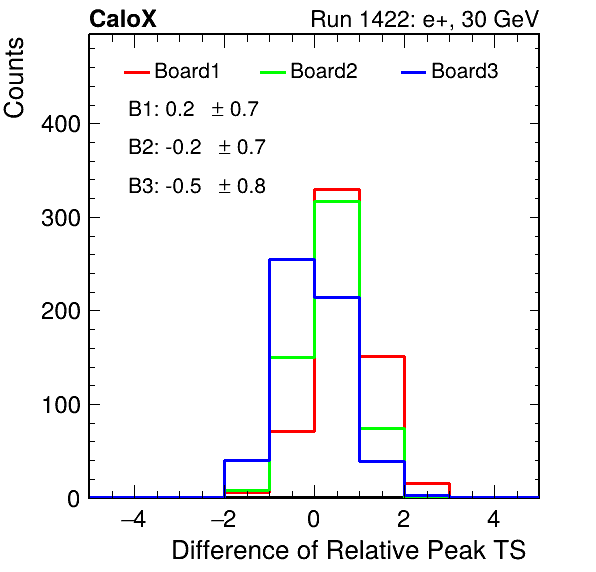 CaloX Run 1422: e+, 30 GeV
Counts
Board1 Board2 Board3
B1: 0.2 ± 0.7
B2: -0.2 ± 0.7
B3: -0.5 ± 0.8
400
300
200
100
0
−4 −2 0 2 4
Difference of Relative Peak TS